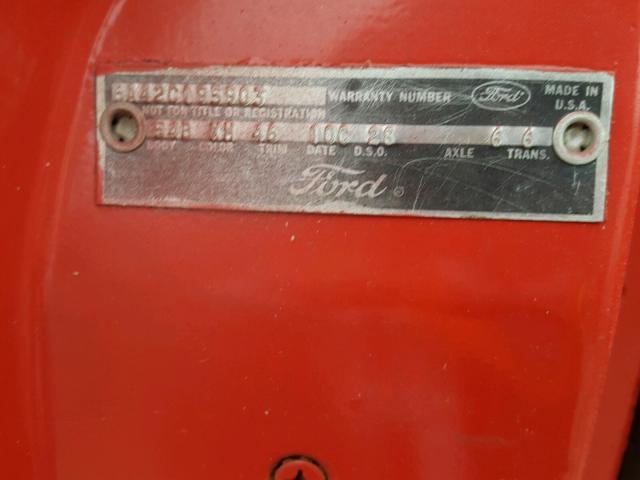 WARRANTY NUMBER Ford MADE IN U.S.A.
NOT FOR TITLE OR REGISTRATION
46 10C 6 6
BODY COLOR TRIM DATE D.S.O. AXLE TRANS.
Ford